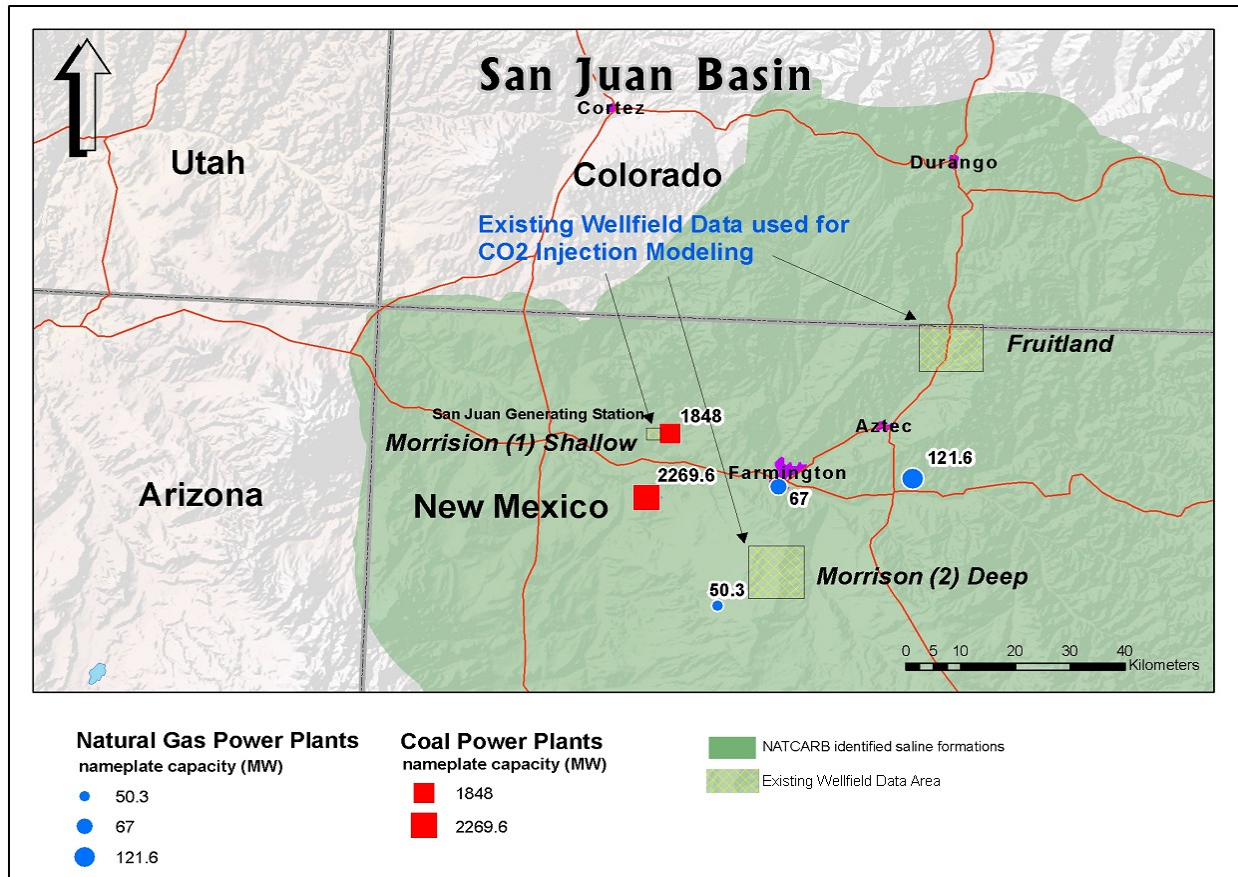 San Juan Basin
Cortez
Utah
Colorado
Durango
Existing Wellfield Data used for
CO2 Injection Modeling
Fruitland
San Juan Generating Station
1848
Morrision (1) Shallow
Aztec
121.6
2269.6
Farmington
67
Arizona
New Mexico
Morrison (2) Deep
50.3
0 5 10 20 30 40
Kilometers
Natural Gas Power Plants
nameplate capacity (MW)
50.3
67
121.6
Coal Power Plants
nameplate capacity (MW)
1848
2269.6
NATCARB identified saline formations
Existing Wellfield Data Area